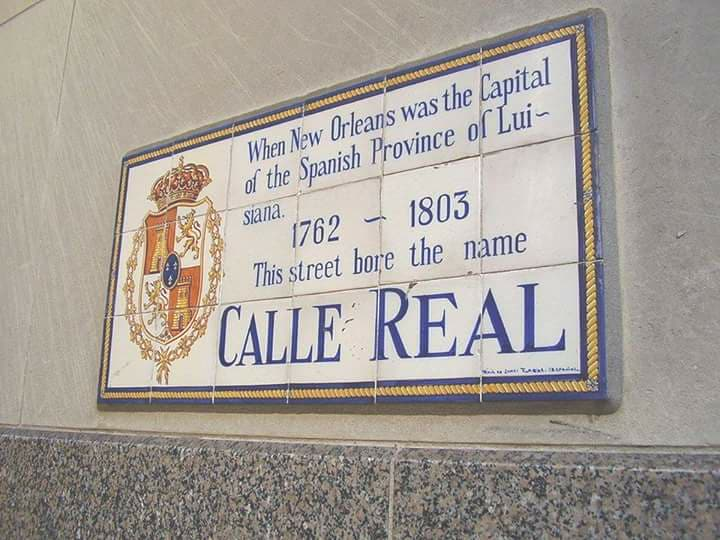 When New Orleans was the Capital
of the Spanish Province of Lui~
siana.
1762 ~ 1803
This street bore the name
CALLE REAL